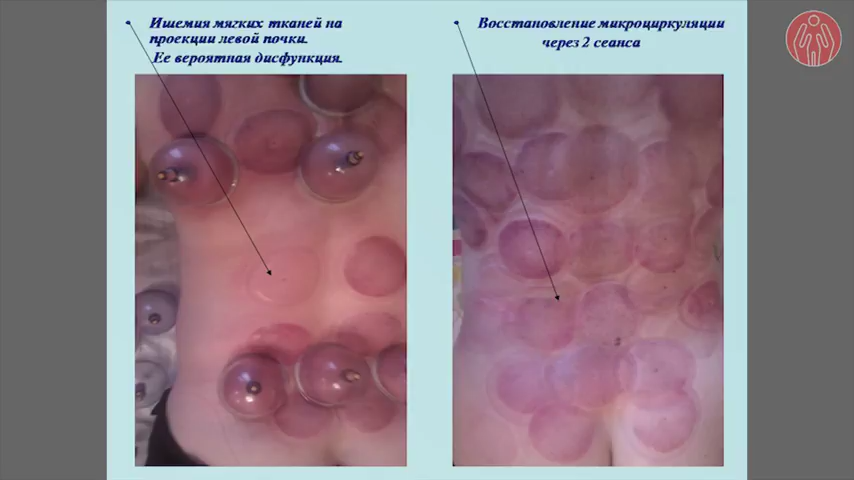 Ишемия мягких тканей на
проекции левой почки.
Ее вероятная дисфункция.
Восстановление микроциркуляции
через 2 сеанса